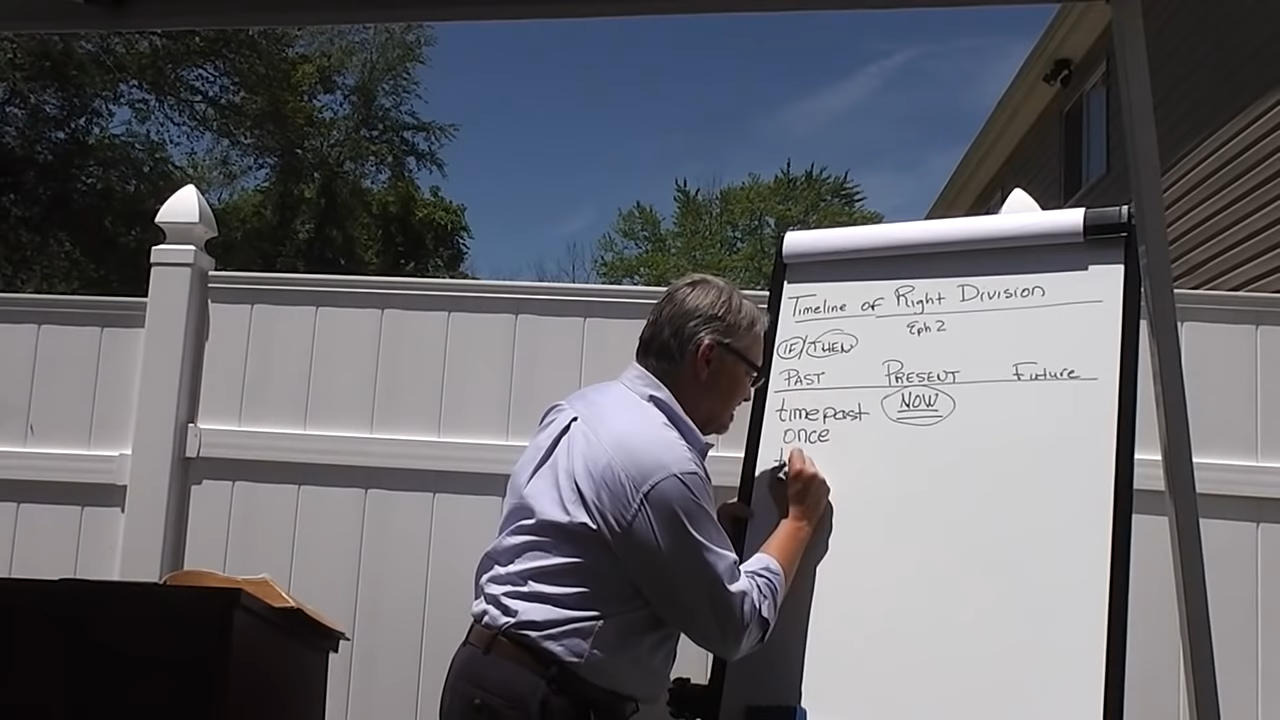 Timeline of Right Division
Eph 2
IF/THEN
PAST PRESENT Future
time past NOW
once
t